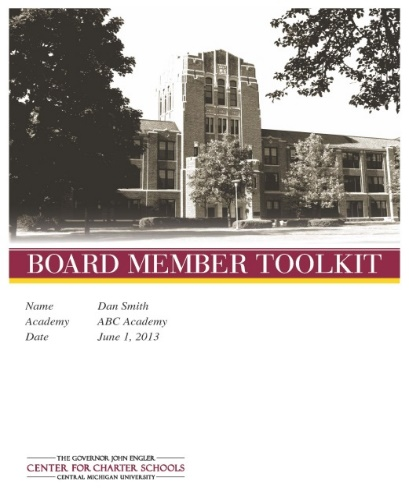 BOARD MEMBER TOOLKIT
Name Dan Smith
Academy ABC Academy
Date June 1, 2013
THE GOVERNOR JOHN ENGLER
CENTER FOR CHARTER SCHOOLS
CENTRAL MICHIGAN UNIVERSITY